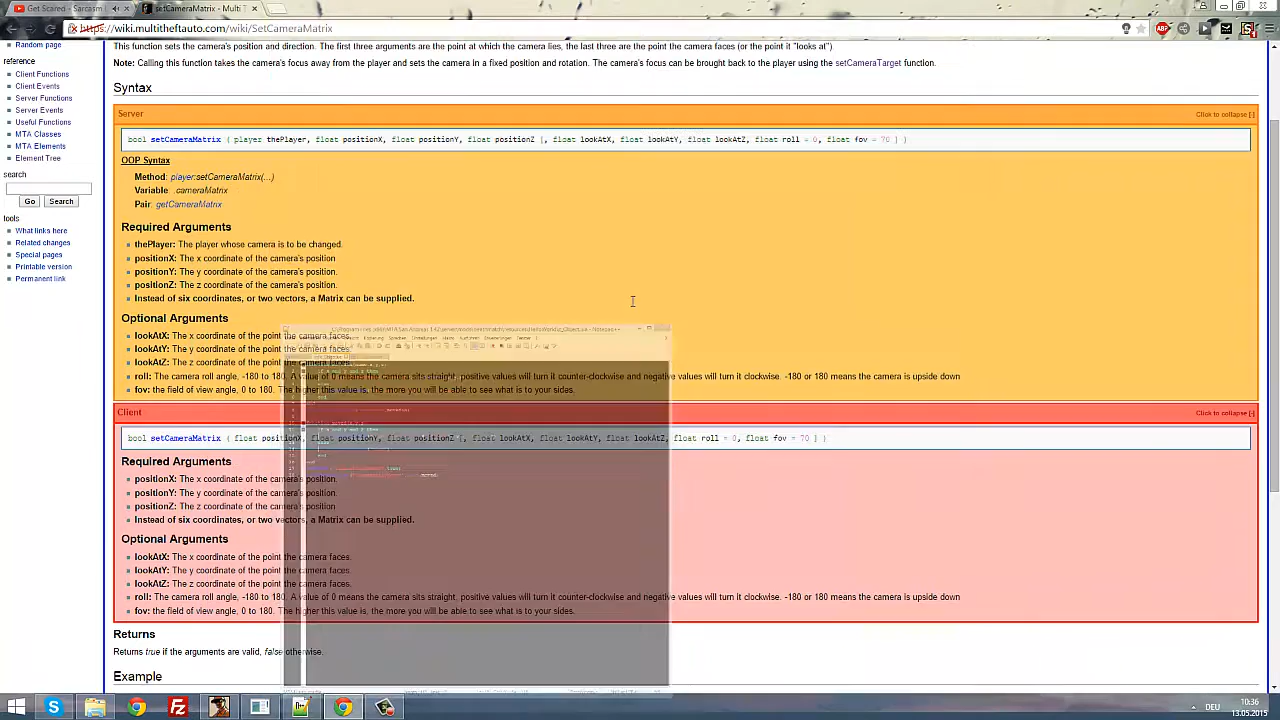 Get Scared - Sarcasm
setCameraMatrix - Multi T
https://wiki.multitheftauto.com/wiki/SetCameraMatrix
Random page
reference
Client Functions
Client Events
Server Functions
Server Events
Useful Functions
MTA Classes
MTA Elements
Element Tree
search
Go Search
tools
What links here
Related changes
Special pages
Printable version
Permanent link
This function sets the camera's position and direction. The first three arguments are the point at which the camera lies, the last three are the point the camera faces (or the point it "looks at")
Note: Calling this function takes the camera's focus away from the player and sets the camera in a fixed position and rotation. The camera's focus can be brought back to the player using the setCameraTarget function.
Syntax
Server
Click to collapse [-]
bool setCameraMatrix ( player thePlayer, float positionX, float positionY, float positionZ [, float lookAtX, float lookAtY, float lookAtZ, float roll = 0, float fov = 70 ] )
OOP Syntax
Method: player:setCameraMatrix(...)
Variable: .cameraMatrix
Pair: getCameraMatrix
Required Arguments
thePlayer: The player whose camera is to be changed.
positionX: The x coordinate of the camera's position
positionY: The y coordinate of the camera's position.
positionZ: The z coordinate of the camera's position.
Instead of six coordinates, or two vectors, a Matrix can be supplied.
Optional Arguments
lookAtX: The x coordinate of the point the camera faces.
lookAtY: The y coordinate of the point the camera faces.
lookAtZ: The z coordinate of the point the camera faces.
roll: The camera roll angle, -180 to 180. A value of 0 means the camera sits straight, positive values will turn it counter-clockwise and negative values will turn it clockwise. -180 or 180 means the camera is upside down
fov: the field of view angle, 0 to 180. The higher this value is, the more you will be able to see what is to your sides.
Client
Click to collapse [-]
bool setCameraMatrix ( float positionX, float positionY, float positionZ [, float lookAtX, float lookAtY, float lookAtZ, float roll = 0, float fov = 70 ] )
Required Arguments
positionX: The x coordinate of the camera's position.
positionY: The y coordinate of the camera's position.
positionZ: The z coordinate of the camera's position
Instead of six coordinates, or two vectors, a Matrix can be supplied.
Optional Arguments
lookAtX: The x coordinate of the point the camera faces.
lookAtY: The y coordinate of the point the camera faces.
lookAtZ: The z coordinate of the point the camera faces.
roll: The camera roll angle, -180 to 180. A value of 0 means the camera sits straight, positive values will turn it counter-clockwise and negative values will turn it clockwise. -180 or 180 means the camera is upside down
fov: the field of view angle, 0 to 180. The higher this value is, the more you will be able to see what is to your sides.
Returns
Returns true if the arguments are valid, false otherwise.
Example
DEU
10:36
13.05.2015